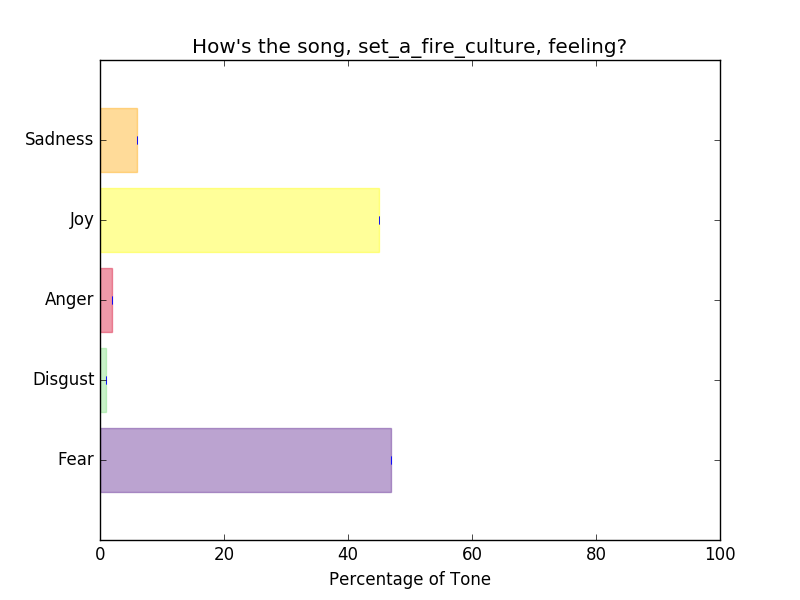 How's the song, set_a_fire_culture, feeling?
Sadness
Joy
Anger
Disgust
Fear
0 20 40 60 80 100
Percentage of Tone